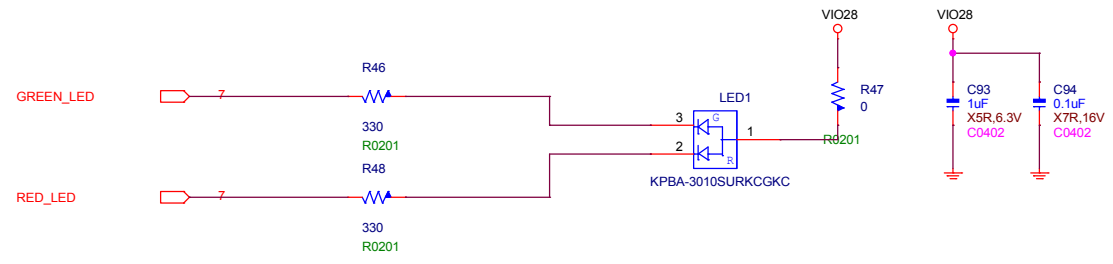 VIO28
VIO28
R46
GREEN_LED
7
330
R0201
LED1
3
G
1
2
R
KPBA-3010SURKCGKC
R47
0
R0201
C93
1uF
X5R,6.3V
C0402
C94
0.1uF
X7R,16V
C0402
R48
RED_LED
7
330
R0201